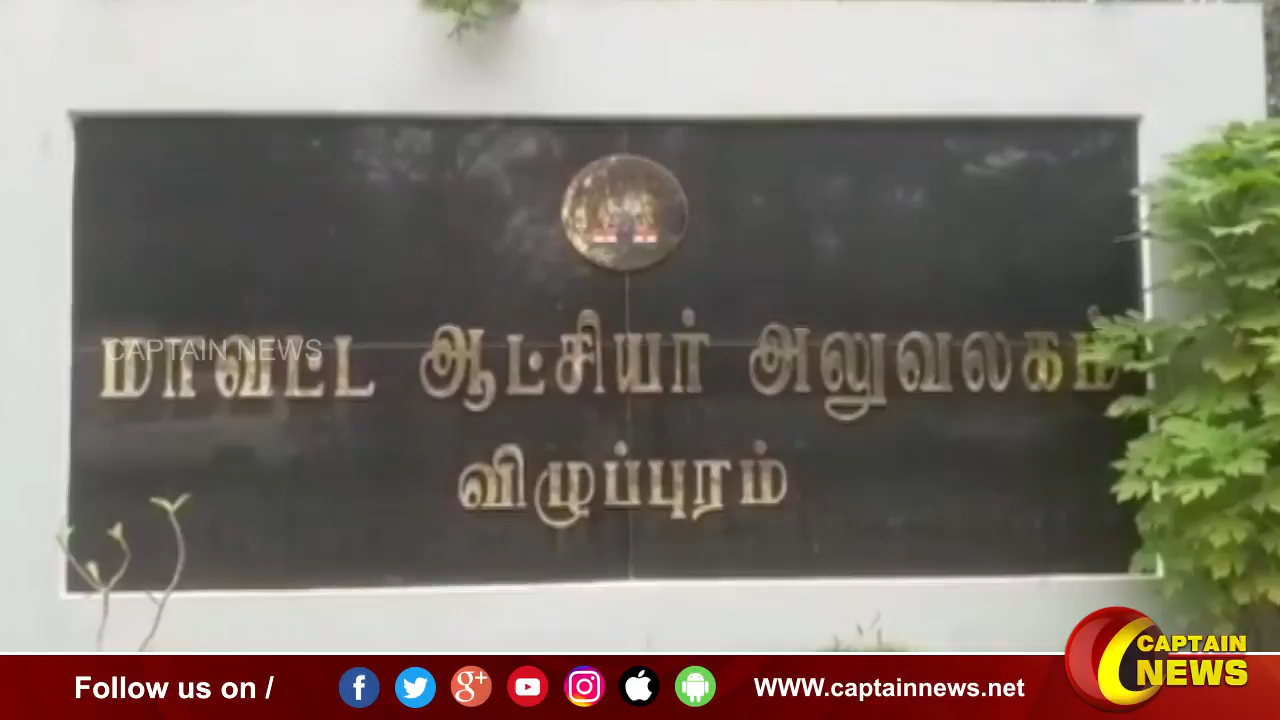 CAPTAIN NEWS
மாவட்ட ஆட்சியர் அலுவலகம்
விழுப்புரம்
Follow us on /
WWW.captainnews.net
CAPTAIN
NEWS